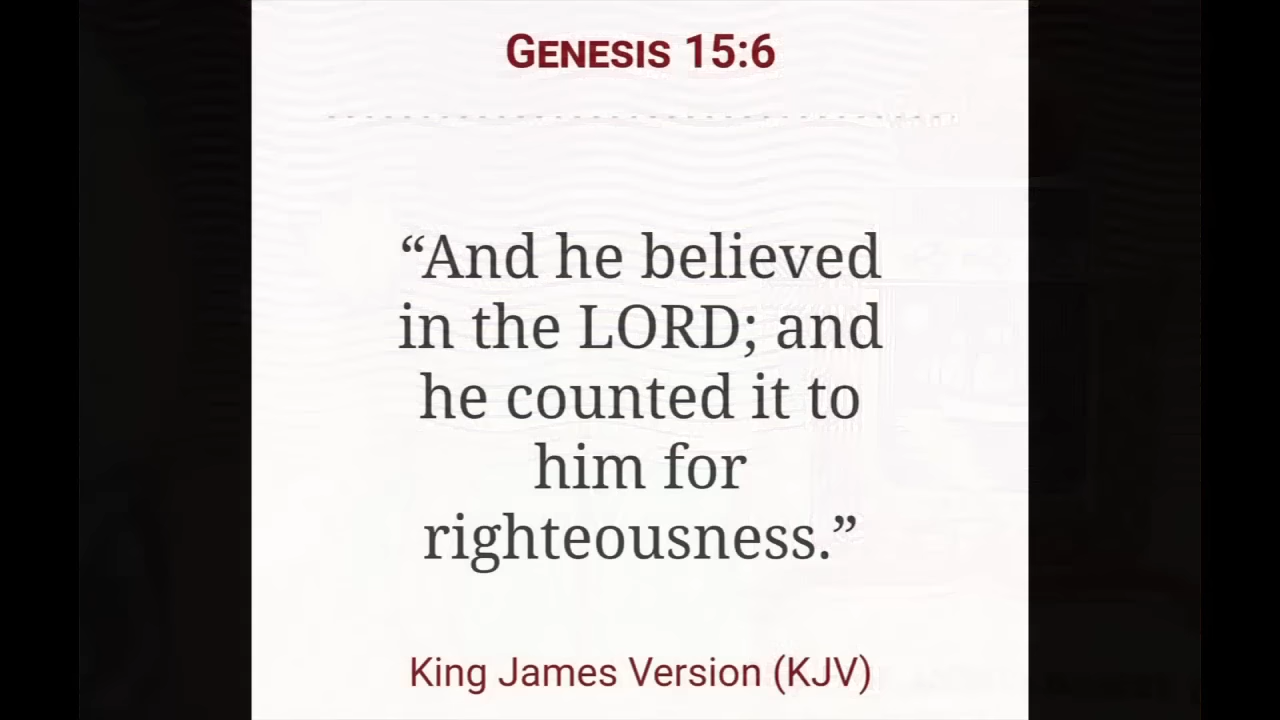 GENESIS 15:6
“And he believed
in the LORD; and
he counted it to
him for
righteousness.”
King James Version (KJV)